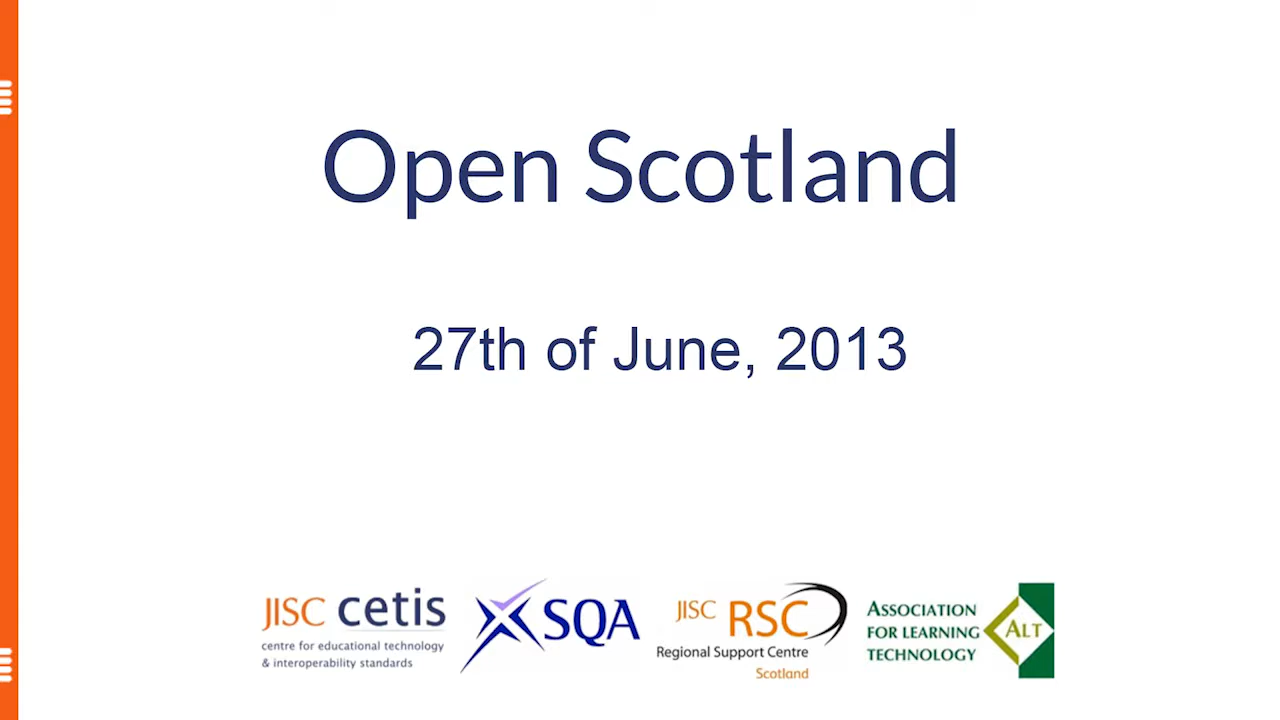 Open Scotland
27th of June, 2013
JISC cetis
centre for educational technology
& interoperability standards
SQA
JISC RSC
Regional Support Centre
Scotland
ASSOCIATION
FOR LEARNING
TECHNOLOGY
ALT